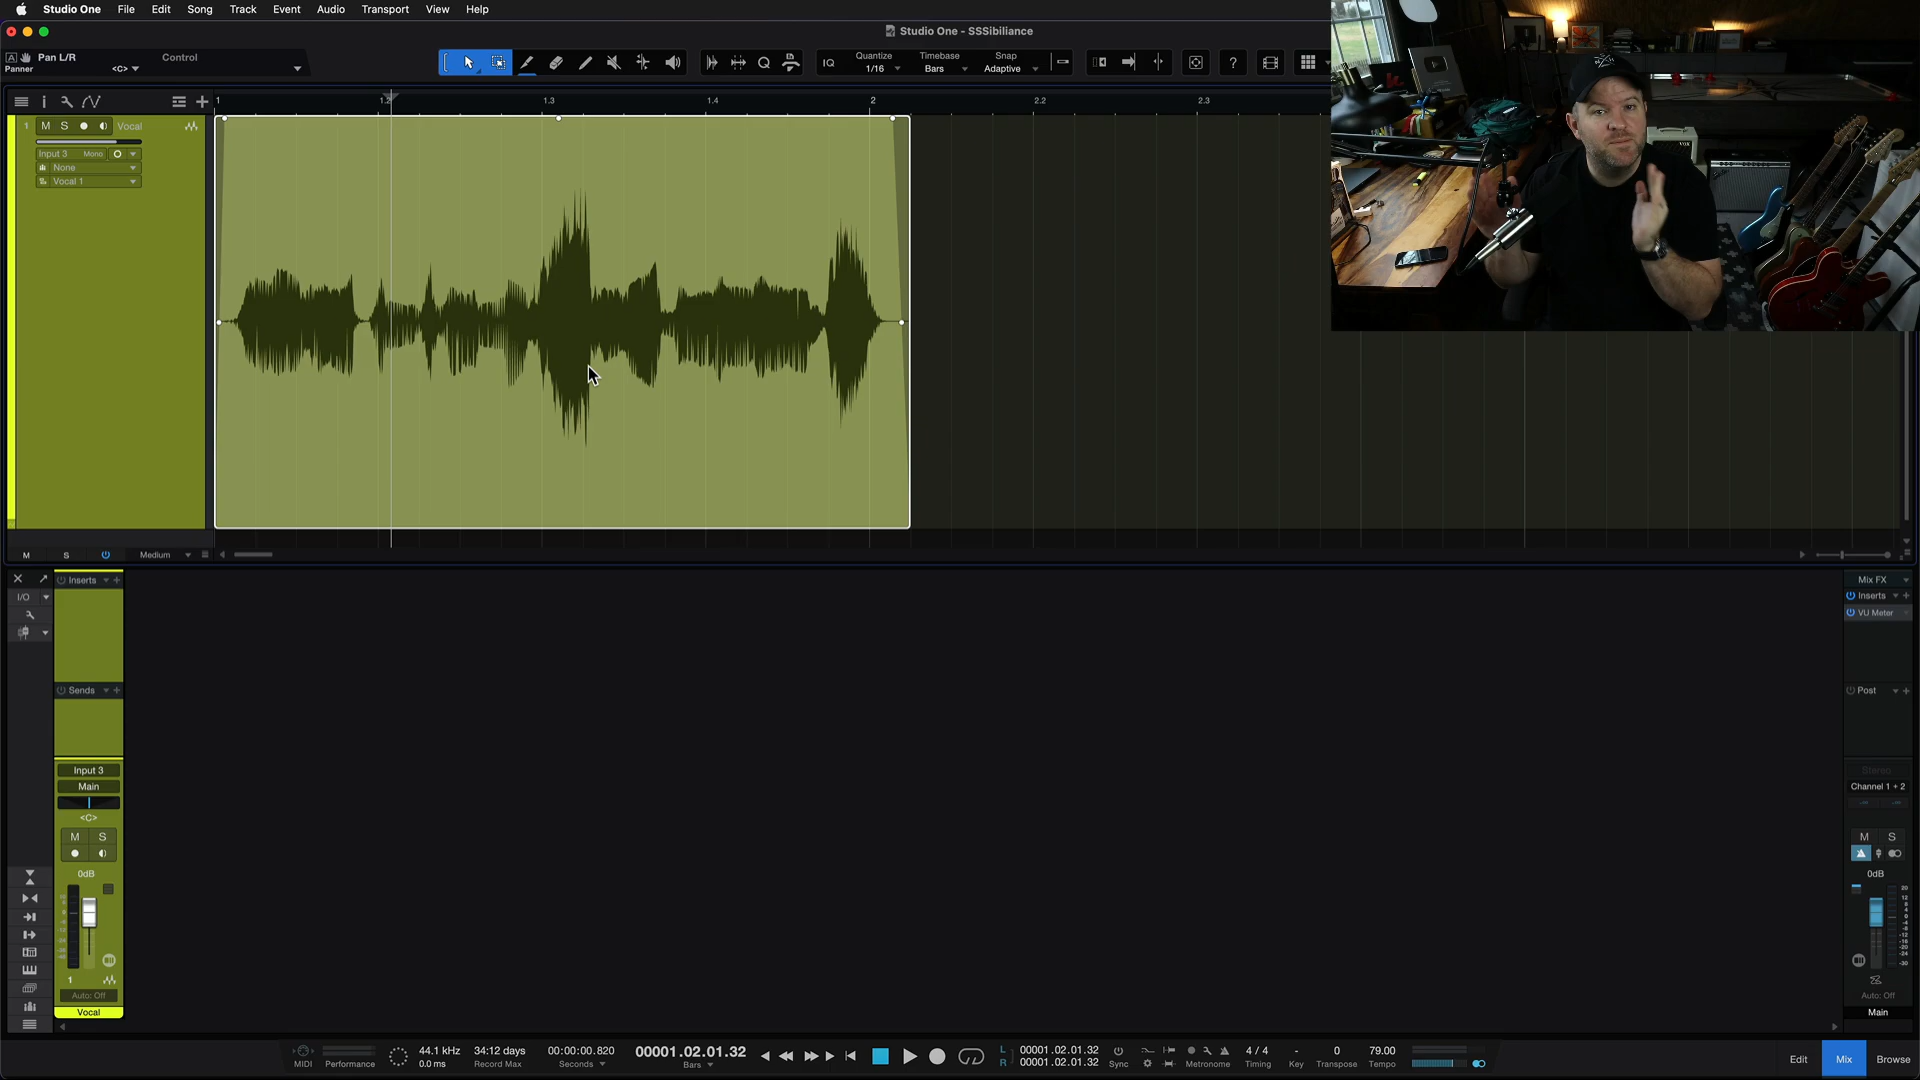 Studio One File Edit Song Track Event Audio Transport View Help
Studio One - SSSibiliance
Pan L/R
Panner
<C>
Control
IQ
Quantize
1/16
Timebase
Bars
Snap
Adaptive
?
1 1.2 1.3 1.4 2 2.2 2.3
1 M S Vocal
Input 3 Mono
None
Vocal 1
M S Medium
Inserts
I/O
Sends
Input 3
Main
<C>
M S
0dB
1
Auto: Off
Vocal
Mix FX
Inserts
VU Meter
Post
Stereo
Channel 1 + 2
M S
0dB
Auto: Off
Main
MIDI
Performance
44.1 kHz
0.0 ms
34:12 days
Record Max
00:00:00.820
Seconds
00001.02.01.32
Bars
L 00001.02.01.32
R 00001.02.01.32
Sync
Metronome
4 / 4
Timing
-
Key
0
Transpose
79.00
Tempo
Edit
Mix
Browse